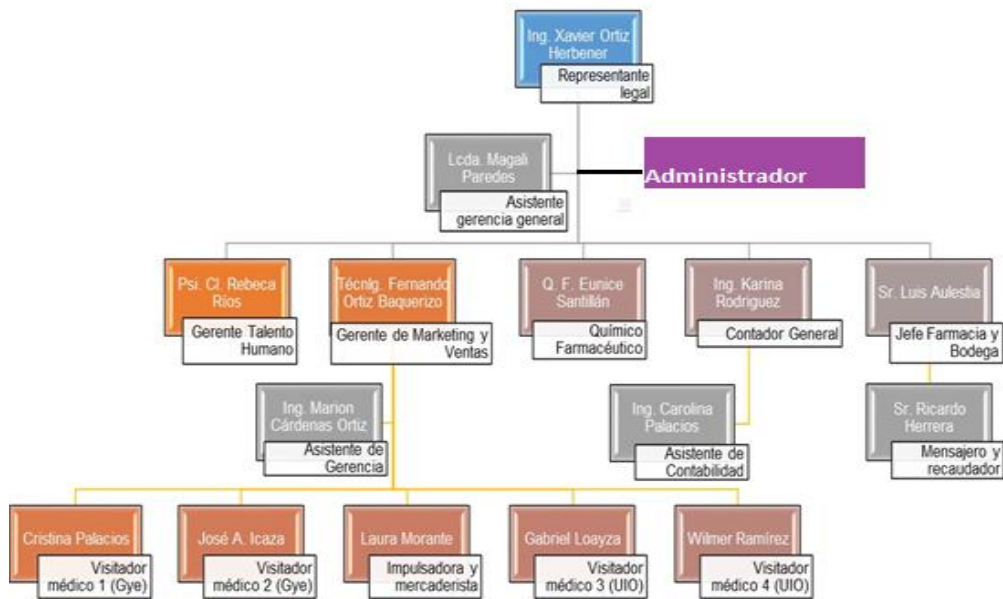 Ing. Xavier Ortiz
Herbener
Representante
legal
Lcda. Magali
Paredes
Asistente
gerencia general
Administrador
Psi. Cl. Rebeca
Ríos
Gerente Talento
Humano
Técnlg. Fernando
Ortiz Baquerizo
Gerente de Marketing y
Ventas
Q. F. Eunice
Santillán
Químico
Farmacéutico
Ing. Karina
Rodriguez
Contador General
Sr. Luis Aulestia
Jefe Farmacia y
Bodega
Ing. Marion
Cárdenas Ortiz
Asistente de
Gerencia
Ing. Carolina
Palacios
Asistente de
Contabilidad
Sr. Ricardo
Herrera
Mensajero y
recaudador
Cristina Palacios
Visitador
médico 1 (Gye)
José A. Icaza
Visitador
médico 2 (Gye)
Laura Morante
Impulsadora y
mercaderista
Gabriel Loayza
Visitador
médico 3 (UIO)
Wilmer Ramírez
Visitador
médico 4 (UIO)